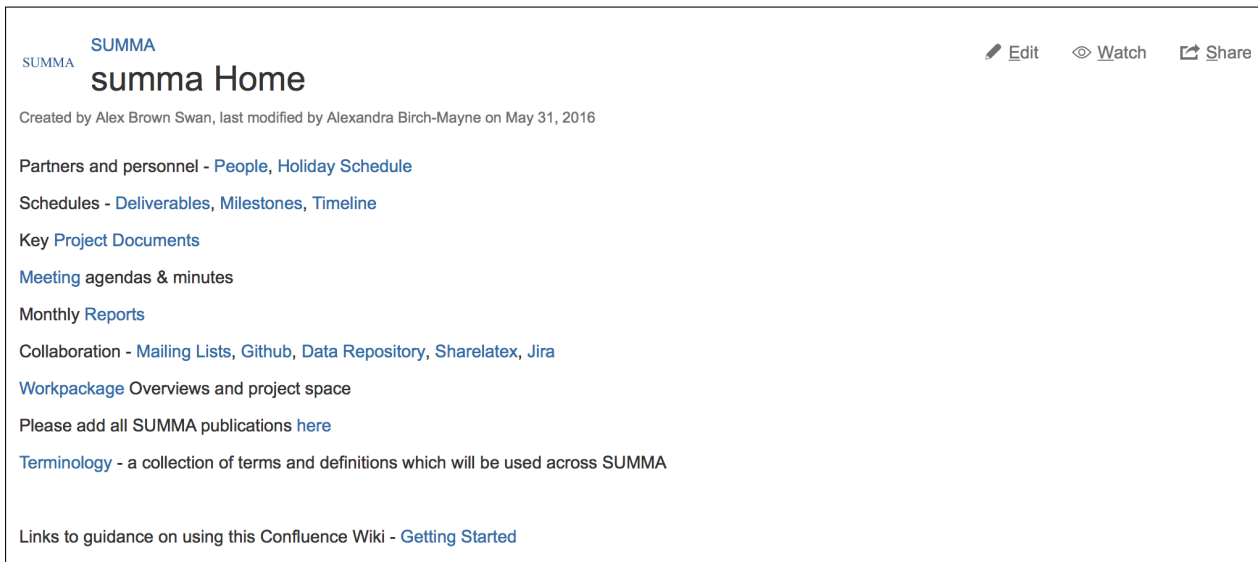 SUMMA
SUMMA
summa Home
Edit Watch Share
Created by Alex Brown Swan, last modified by Alexandra Birch-Mayne on May 31, 2016
Partners and personnel - People, Holiday Schedule
Schedules - Deliverables, Milestones, Timeline
Key Project Documents
Meeting agendas & minutes
Monthly Reports
Collaboration - Mailing Lists, Github, Data Repository, Sharelatex, Jira
Workpackage Overviews and project space
Please add all SUMMA publications here
Terminology - a collection of terms and definitions which will be used across SUMMA
Links to guidance on using this Confluence Wiki - Getting Started